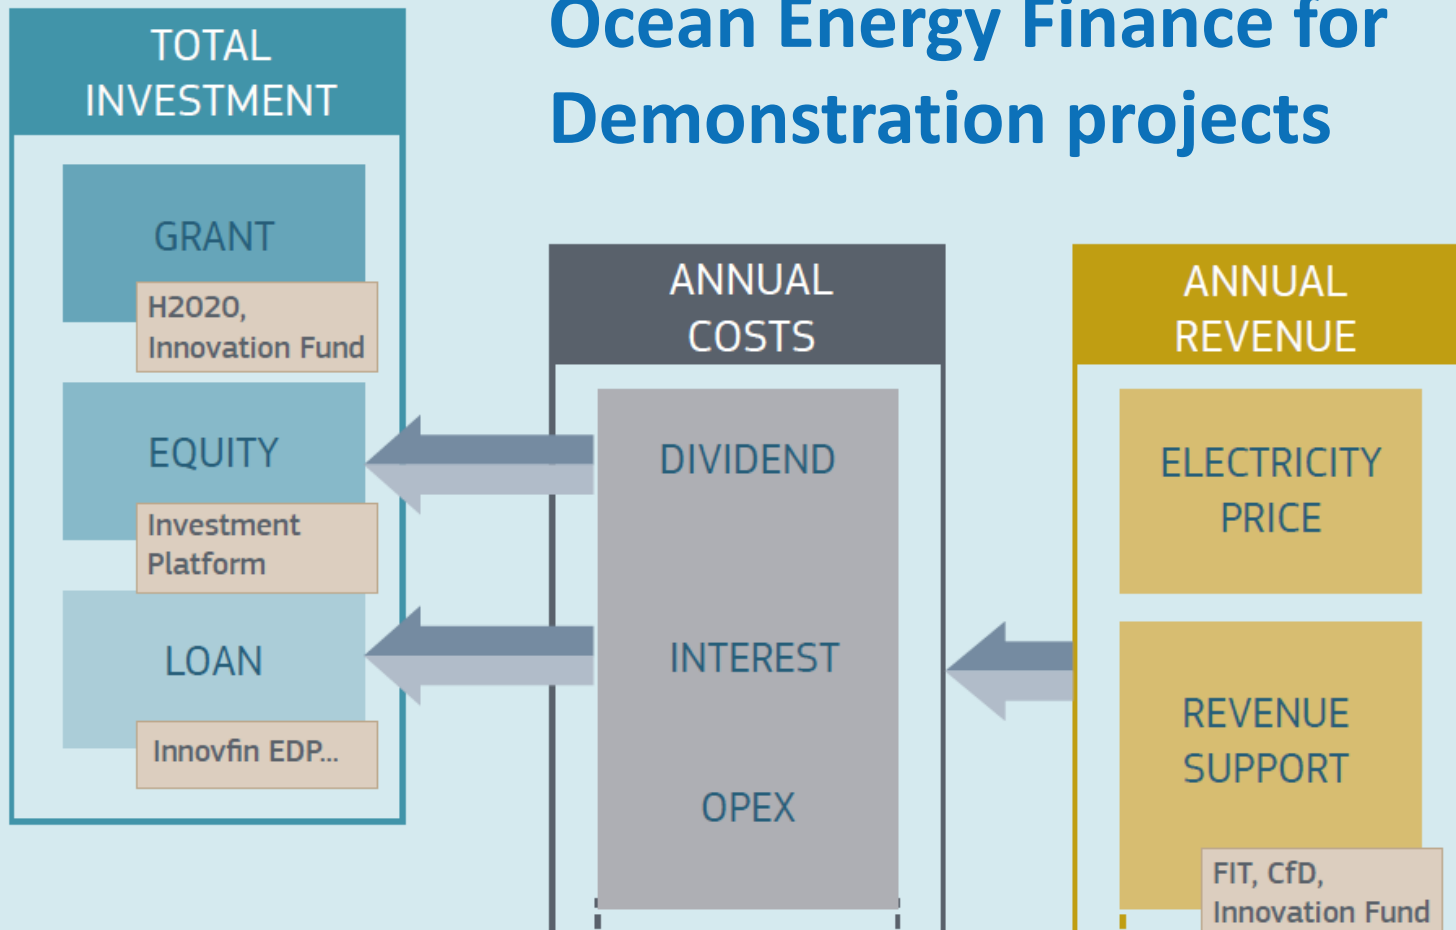 Ocean Energy Finance for
Demonstration projects
TOTAL
INVESTMENT
GRANT
H2020,
Innovation Fund
EQUITY
Investment
Platform
LOAN
Innovfin EDP...
ANNUAL
COSTS
DIVIDEND
INTEREST
OPEX
ANNUAL
REVENUE
ELECTRICITY
PRICE
REVENUE
SUPPORT
FIT, CfD,
Innovation Fund